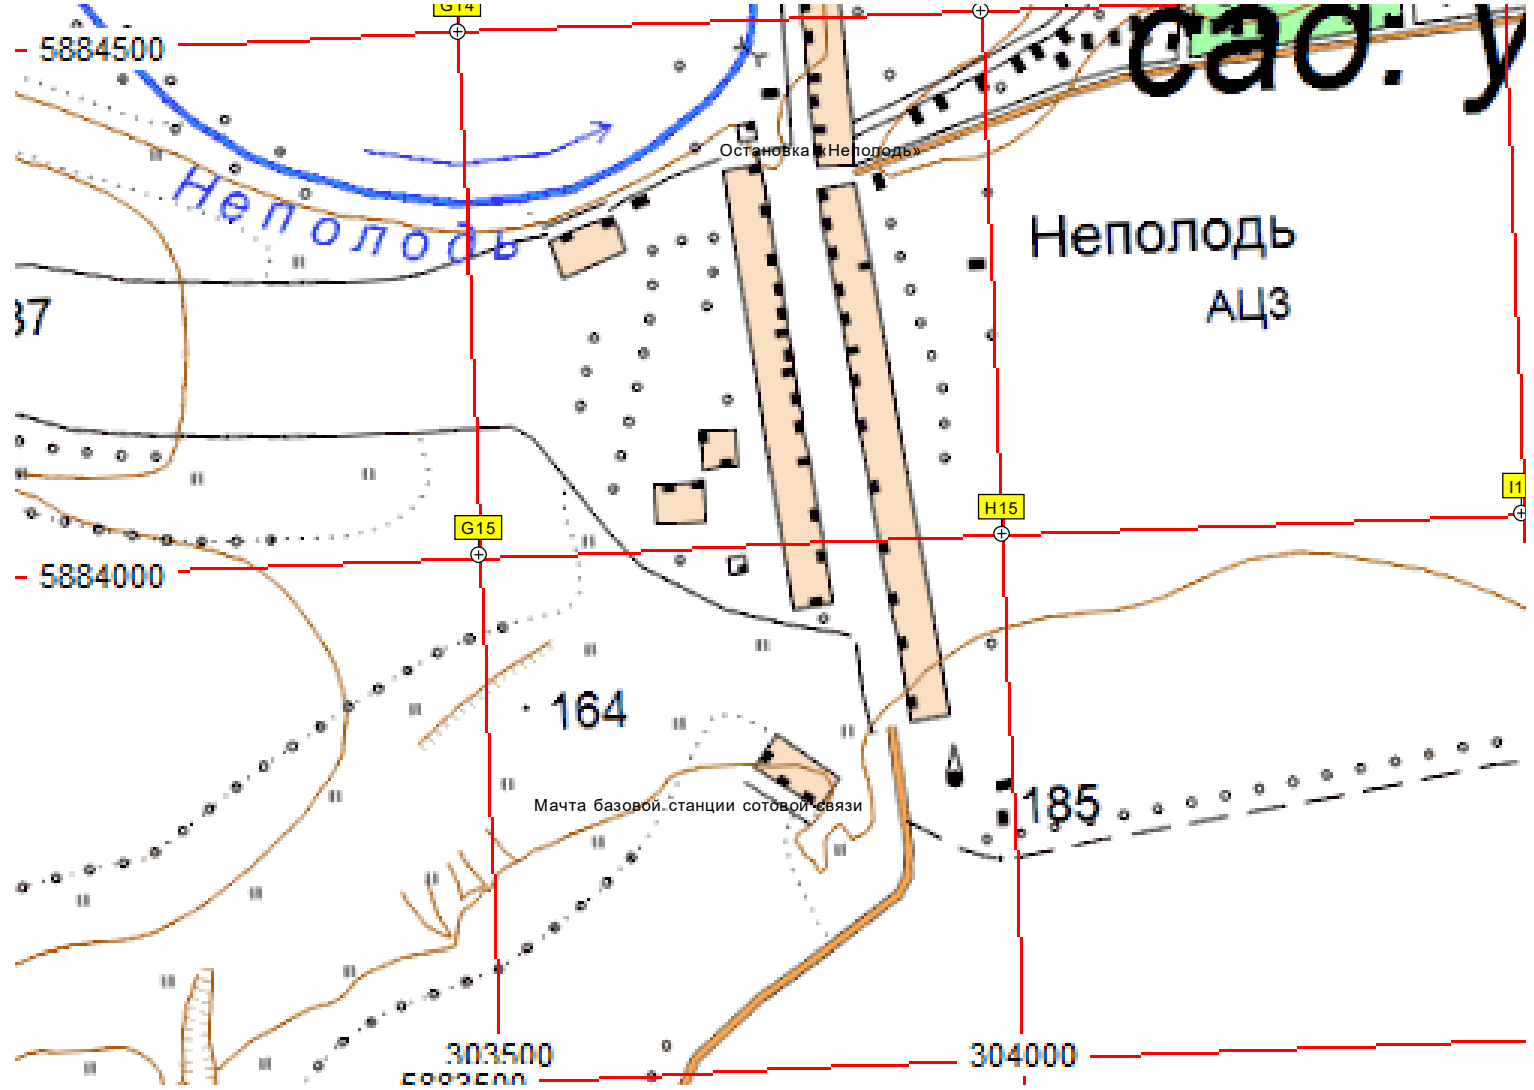 G14
5884500
сад. у
Остановка «Неполодь»
Неполодь
Неполодь
АЦЗ
37
I1
H15
G15
5884000
164
Мачта базовой станции сотовой связи
185
303500
304000
5883500